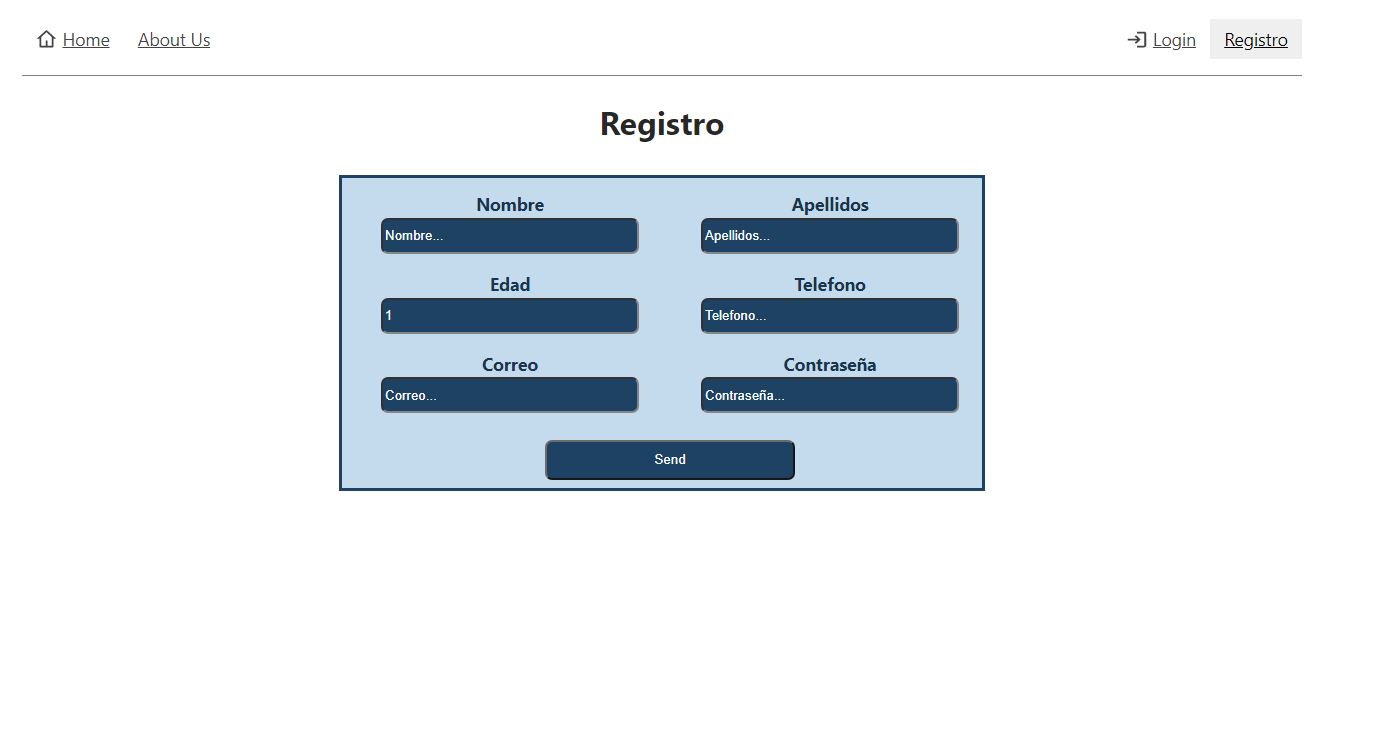 Home About Us Login Registro
Registro
Nombre Apellidos
Nombre... Apellidos...
Edad Telefono
1 Telefono...
Correo Contraseña
Correo... Contraseña...
Send